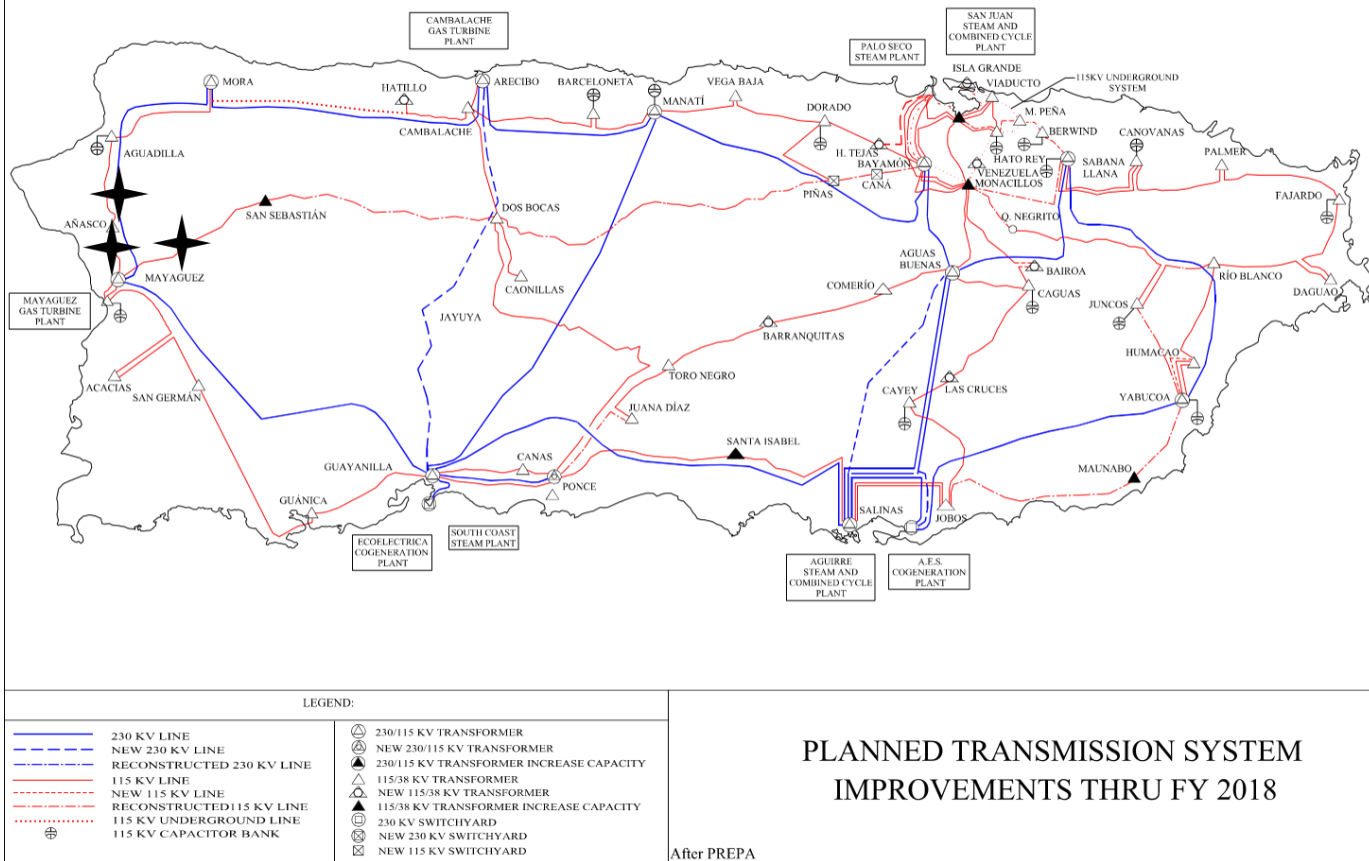 CAMBALACHE
GAS TURBINE
PLANT
SAN JUAN
STEAM AND
COMBINED CYCLE
PLANT
PALO SECO
STEAM PLANT
ISLA GRANDE
VIADUCTO
115KV UNDERGROUND
SYSTEM
MORA
HATILLO
ARECIBO
BARCELONETA
MANATÍ
VEGA BAJA
DORADO
M. PEÑA
BERWIND
CANOVANAS
CAMBALACHE
AGUADILLA
H. TEJAS
BAYAMÓN
HATO REY
VENEZUELA
MONACILLOS
SABANA
LLANA
PALMER
PIÑAS
CANÁ
FAJARDO
SAN SEBASTIÁN
DOS BOCAS
Q. NEGRITO
AÑASCO
MAYAGUEZ
AGUAS
BUENAS
BAIROA
CAGUAS
RÍO BLANCO
DAGUAO
CAONILLAS
COMERÍO
MAYAGUEZ
GAS TURBINE
PLANT
JAYUYA
JUNCOS
BARRANQUITAS
HUMACAO
ACACIAS
SAN GERMÁN
TORO NEGRO
LAS CRUCES
CAYEY
YABUCOA
JUANA DÍAZ
SANTA ISABEL
GUAYANILLA
CANAS
PONCE
MAUNABO
GUÁNICA
SALINAS
JOBOS
ECOELECTRICA
COGENERATION
PLANT
SOUTH COAST
STEAM PLANT
AGUIRRE
STEAM AND
COMBINED CYCLE
PLANT
A.E.S.
COGENERATION
PLANT
LEGEND:
230 KV LINE
NEW 230 KV LINE
RECONSTRUCTED 230 KV LINE
115 KV LINE
NEW 115 KV LINE
RECONSTRUCTED115 KV LINE
115 KV UNDERGROUND LINE
115 KV CAPACITOR BANK
230/115 KV TRANSFORMER
NEW 230/115 KV TRANSFORMER
230/115 KV TRANSFORMER INCREASE CAPACITY
115/38 KV TRANSFORMER
NEW 115/38 KV TRANSFORMER
115/38 KV TRANSFORMER INCREASE CAPACITY
230 KV SWITCHYARD
NEW 230 KV SWITCHYARD
NEW 115 KV SWITCHYARD
PLANNED TRANSMISSION SYSTEM
IMPROVEMENTS THRU FY 2018
After PREPA